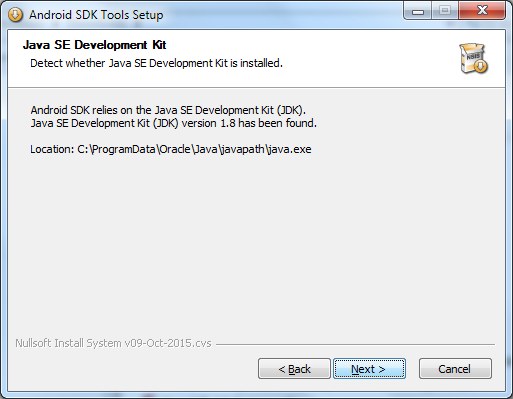 Android SDK Tools Setup
Java SE Development Kit
Detect whether Java SE Development Kit is installed.
NSIS
Android SDK relies on the Java SE Development Kit (JDK).
Java SE Development Kit (JDK) version 1.8 has been found.
Location: C:\ProgramData\Oracle\Java\javapath\java.exe
Nullsoft Install System v09-Oct-2015.cvs
< Back
Next >
Cancel